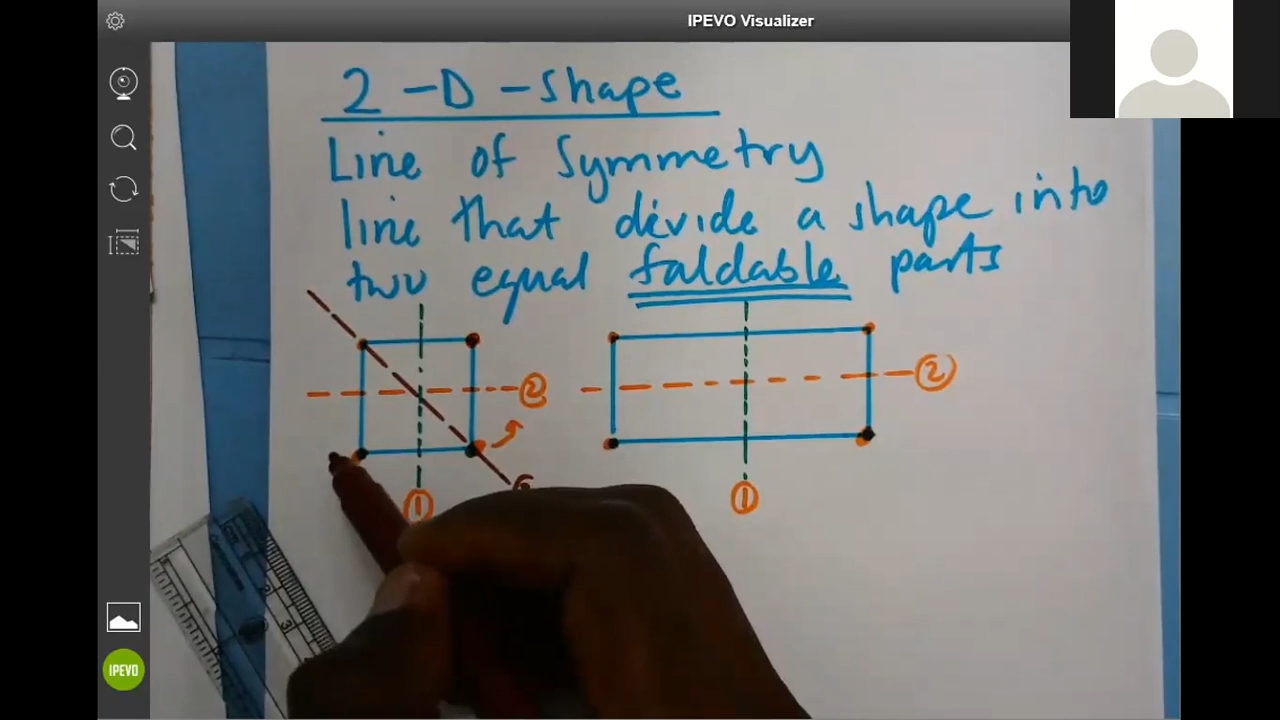 IPEVO Visualizer
2 - D - Shape
Line of Symmetry
line that divide a shape into
two equal faldable parts
②
②
①
①
IPEVO